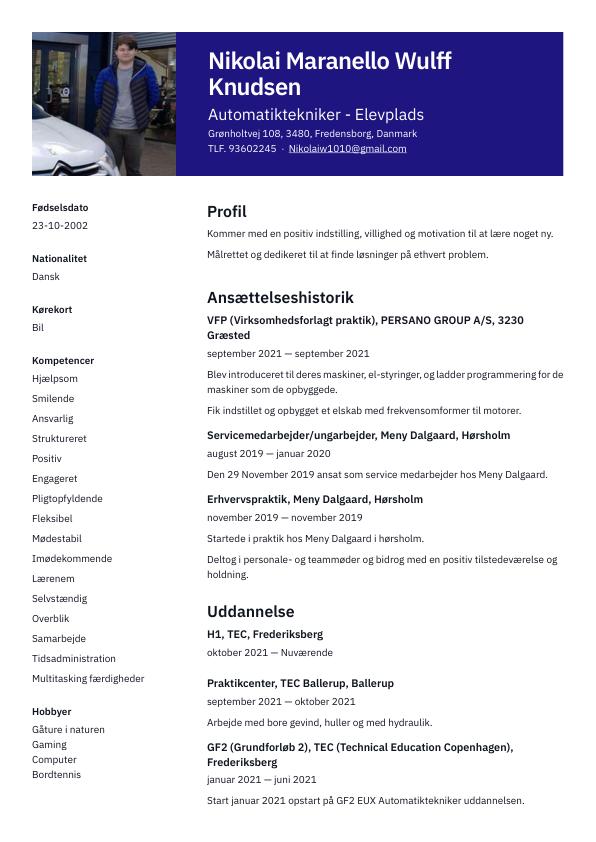 Nikolai Maranello Wulff
Knudsen
Automatiktekniker - Elevplads
Grønholtvej 108, 3480, Fredensborg, Danmark
TLF. 93602245 · Nikolaiw1010@gmail.com
Fødselsdato
23-10-2002
Nationalitet
Dansk
Kørekort
Bil
Kompetencer
Hjælpsom
Smilende
Ansvarlig
Struktureret
Positiv
Engageret
Pligtopfyldende
Fleksibel
Mødestabil
Imødekommende
Lærenem
Selvstændig
Overblik
Samarbejde
Tidsadministration
Multitasking færdigheder
Hobbyer
Gåture i naturen
Gaming
Computer
Bordtennis
Profil
Kommer med en positiv indstilling, villighed og motivation til at lære noget ny.
Målrettet og dedikeret til at finde løsninger på ethvert problem.
Ansættelseshistorik
VFP (Virksomhedsforlagt praktik), PERSANO GROUP A/S, 3230
Græsted
september 2021 — september 2021
Blev introduceret til deres maskiner, el-styringer, og ladder programmering for de
maskiner som de opbyggede.
Fik indstillet og opbygget et elskab med frekvensomformer til motorer.
Servicemedarbejder/ungarbejder, Meny Dalgaard, Hørsholm
august 2019 — januar 2020
Den 29 November 2019 ansat som service medarbejder hos Meny Dalgaard.
Erhvervspraktik, Meny Dalgaard, Hørsholm
november 2019 — november 2019
Startede i praktik hos Meny Dalgaard i hørsholm.
Deltog i personale- og teammøder og bidrog med en positiv tilstedeværelse og
holdning.
Uddannelse
H1, TEC, Frederiksberg
oktober 2021 — Nuværende
Praktikcenter, TEC Ballerup, Ballerup
september 2021 — oktober 2021
Arbejde med bore gevind, huller og med hydraulik.
GF2 (Grundforløb 2), TEC (Technical Education Copenhagen),
Frederiksberg
januar 2021 — juni 2021
Start januar 2021 opstart på GF2 EUX Automatiktekniker uddannelsen.